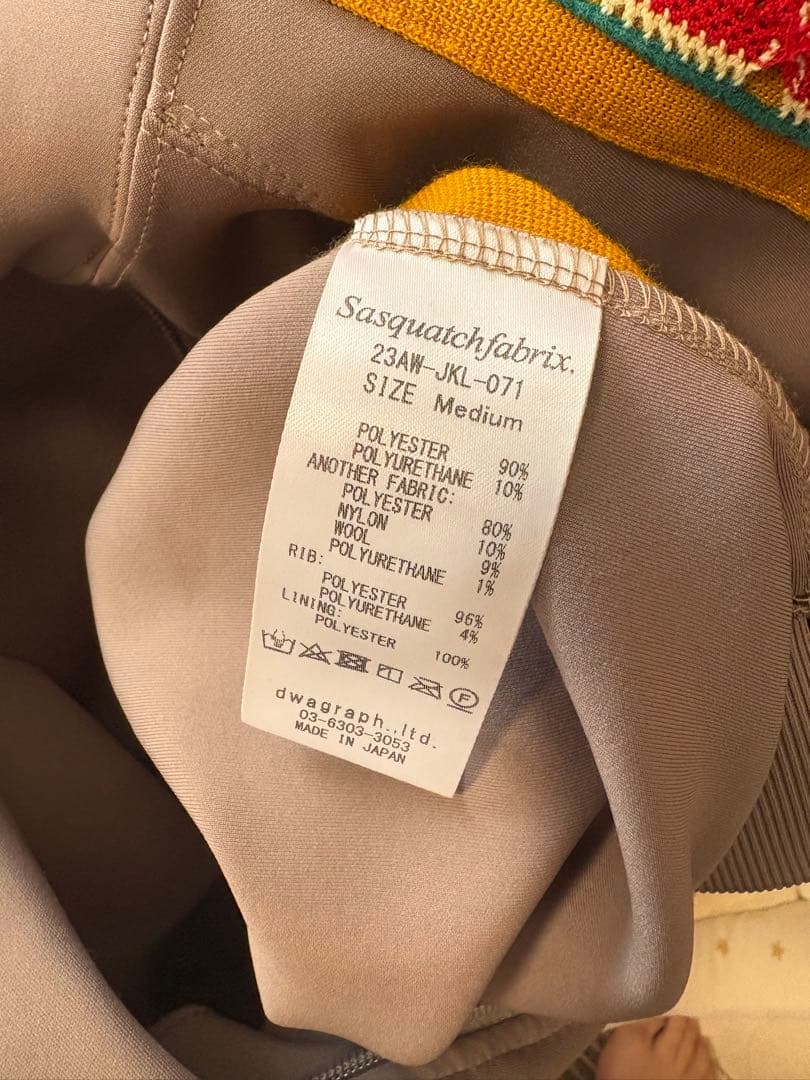 Sasquatchfabrix.
23AW-JKL-071
SIZE Medium
POLYESTER 90%
POLYURETHANE 10%
ANOTHER FABRIC:
POLYESTER 80%
NYLON 10%
WOOL 9%
POLYURETHANE 1%
RIB:
POLYESTER 96%
POLYURETHANE 4%
LINING:
POLYESTER 100%
F
dwagraph.,ltd.
03-6303-3053
MADE IN JAPAN